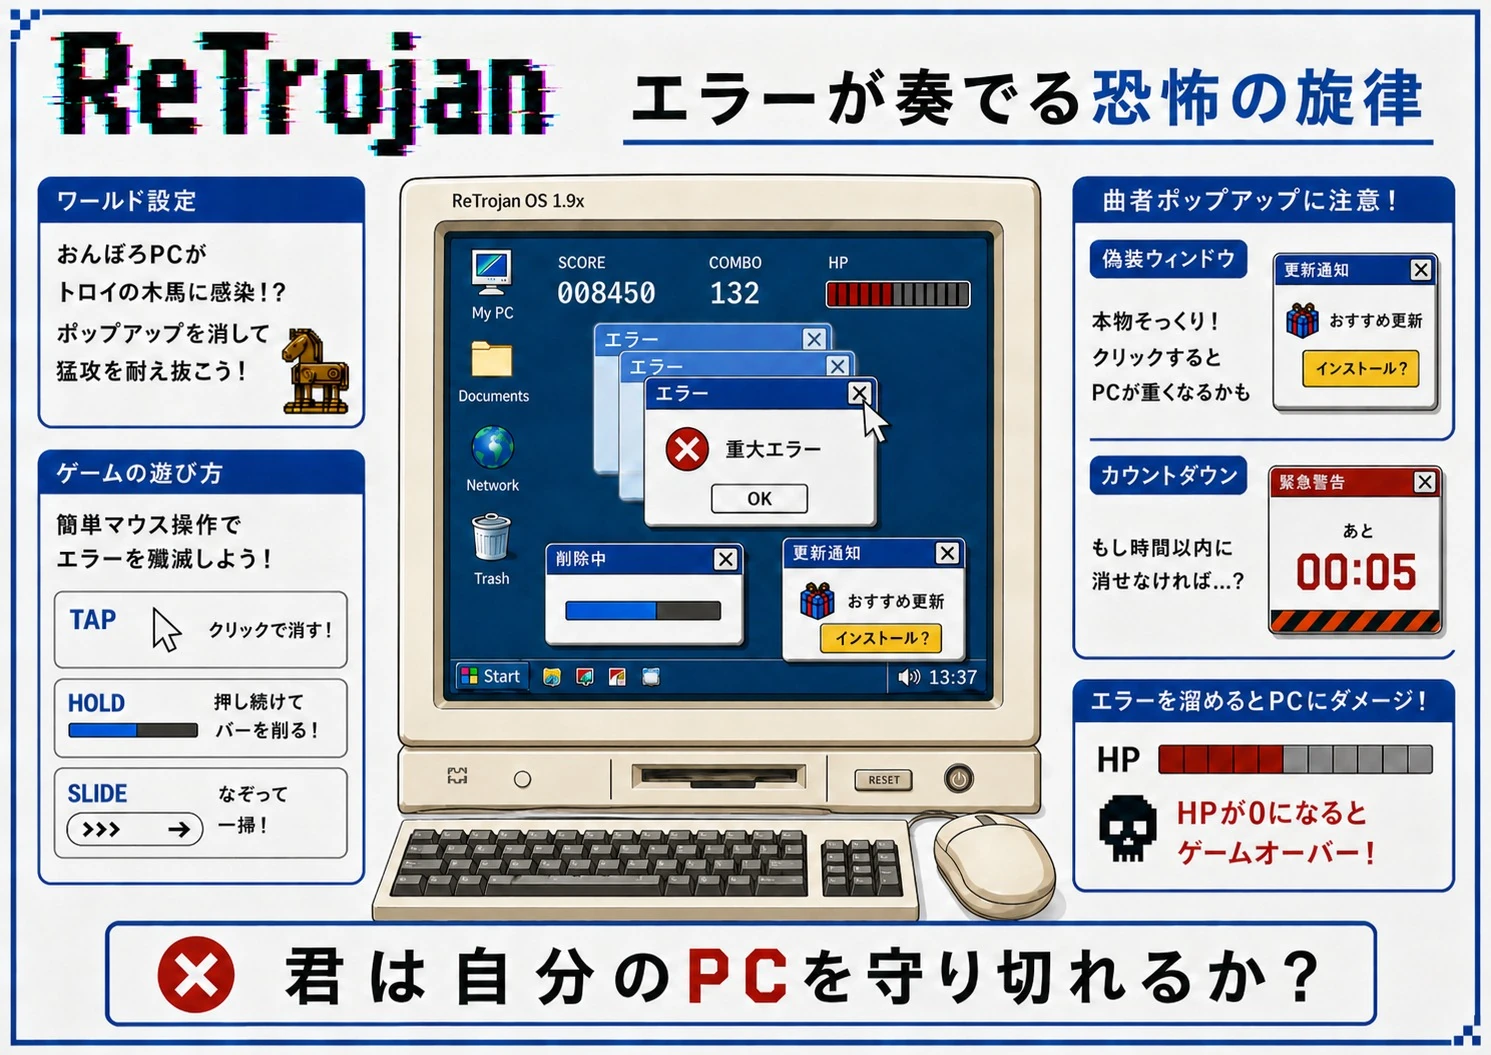 ReTrojan
エラーが奏でる恐怖の旋律
ワールド設定
おんぼろPCが
トロイの木馬に感染！？
ポップアップを消して
猛攻を耐え抜こう！
ゲームの遊び方
簡単マウス操作で
エラーを殲滅しよう！
TAP
クリックで消す！
HOLD
押し続けて
バーを削る！
SLIDE
なぞって
一掃！
ReTrojan OS 1.9x
My PC
Documents
Network
Trash
SCORE
008450
COMBO
132
HP
エラー
エラー
エラー
重大エラー
OK
削除中
更新通知
おすすめ更新
インストール？
Start
13:37
RESET
曲者ポップアップに注意！
偽装ウィンドウ
本物そっくり！
クリックすると
PCが重くなるかも
更新通知
おすすめ更新
インストール？
カウントダウン
もし時間以内に
消せなければ…？
緊急警告
あと
00:05
エラーを溜めるとPCにダメージ！
HP
HPが0になると
ゲームオーバー！
君は自分のPCを守り切れるか？